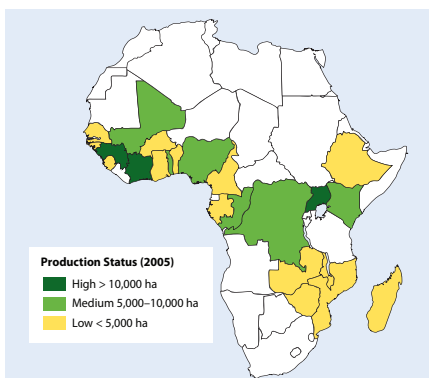 Production Status (2005)
High > 10,000 ha
Medium 5,000–10,000 ha
Low < 5,000 ha